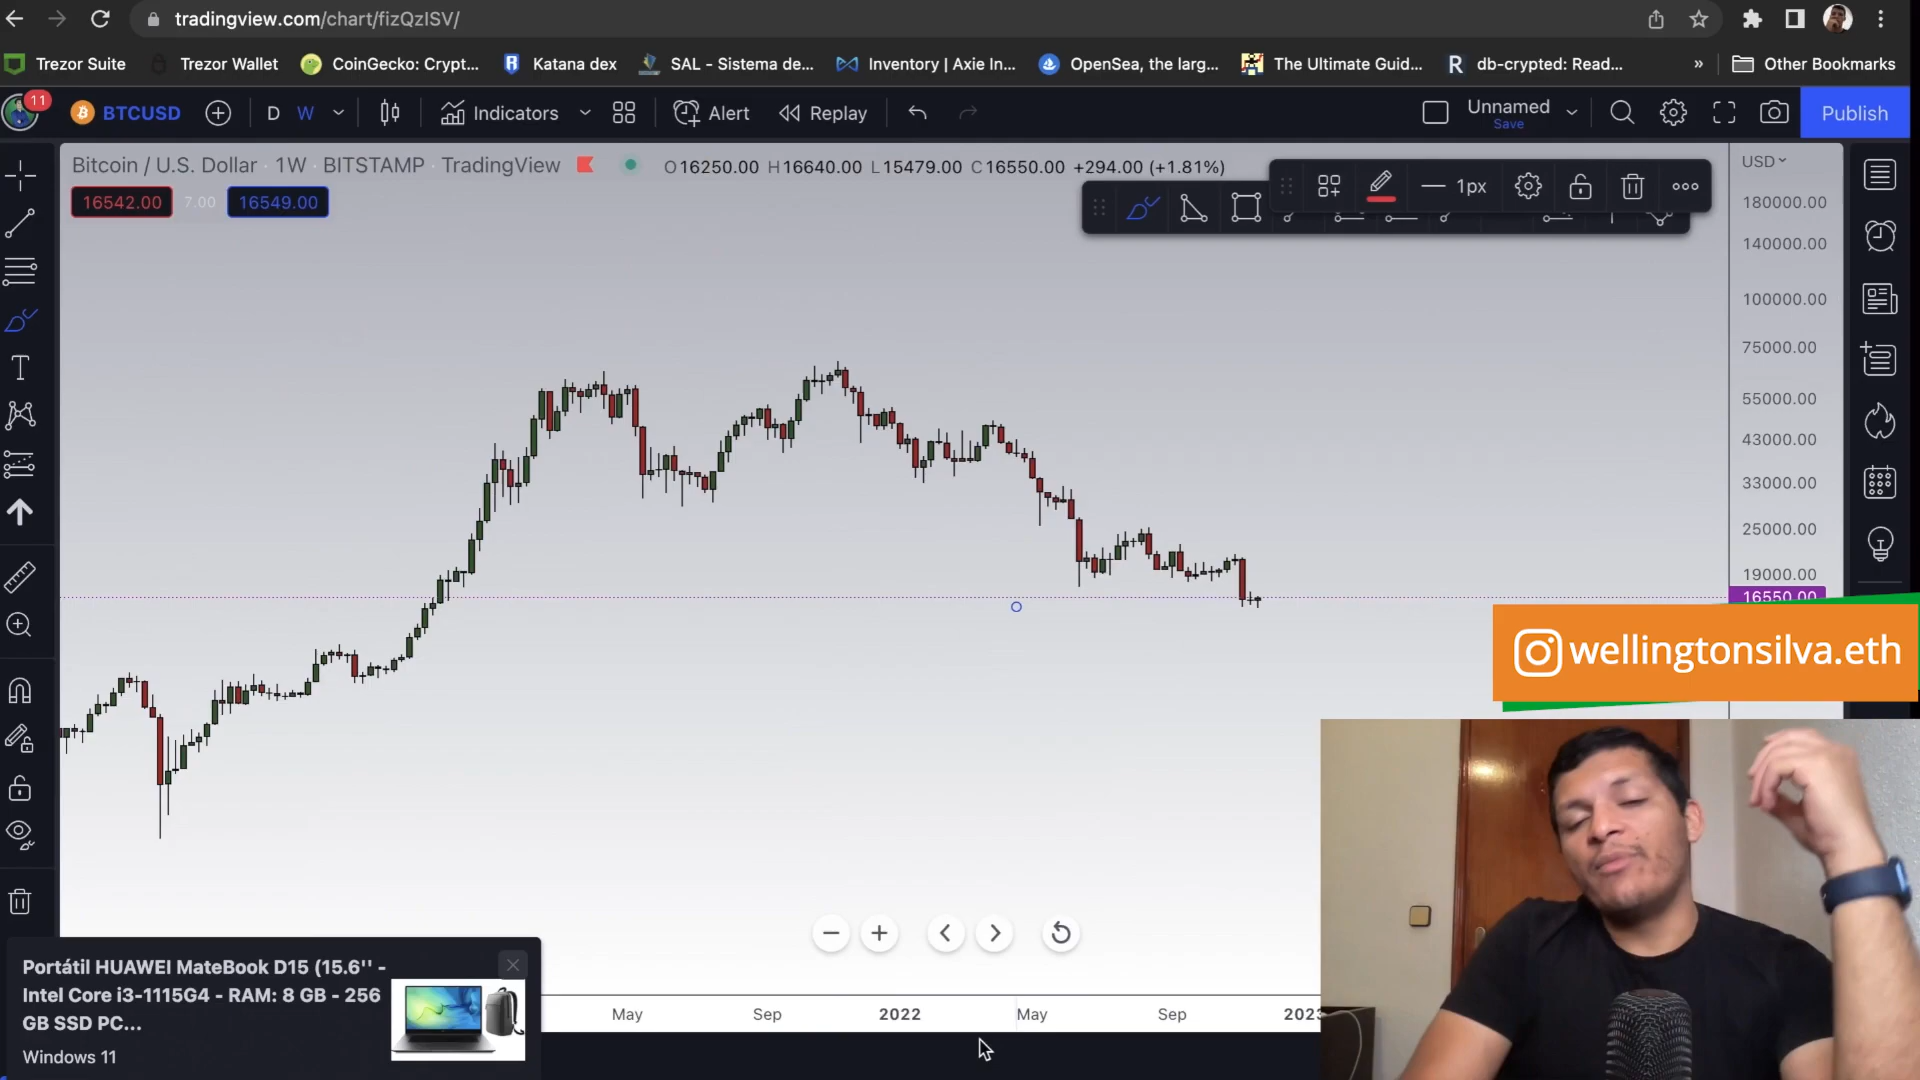 tradingview.com/chart/fizQzISV/
Trezor Suite
Trezor Wallet
CoinGecko: Crypt...
Katana dex
SAL - Sistema de...
Inventory | Axie In...
OpenSea, the larg...
The Ultimate Guid...
R db-crypted: Read...
»
Other Bookmarks
11
BTCUSD
D
W
Indicators
Alert
Replay
Unnamed
Save
Publish
Bitcoin / U.S. Dollar · 1W · BITSTAMP · TradingView
O16250.00 H16640.00 L15479.00 C16550.00 +294.00 (+1.81%)
1px
USD
16542.00
7.00
16549.00
180000.00
140000.00
100000.00
75000.00
55000.00
43000.00
33000.00
25000.00
19000.00
16550.00
wellingtonsilva.eth
Portátil HUAWEI MateBook D15 (15.6'' -
Intel Core i3-1115G4 - RAM: 8 GB - 256
GB SSD PC...
Windows 11
May
Sep
2022
May
Sep